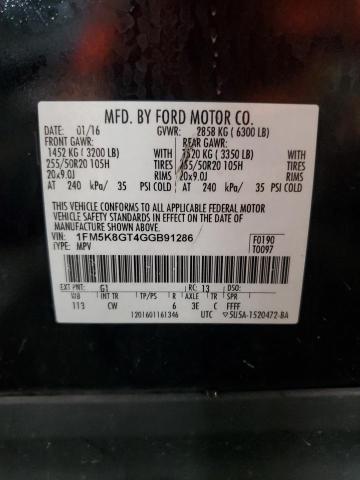 MFD. BY FORD MOTOR CO.
DATE: 01/16 GVWR: 2858 KG ( 6300 LB)
FRONT GAWR: REAR GAWR:
1452 KG ( 3200 LB) WITH 1520 KG ( 3350 LB) WITH
255/50R20 105H TIRES 255/50R20 105H TIRES
20x9.0J RIMS 20x9.0J RIMS
AT 240 kPa/ 35 PSI COLD AT 240 kPa/ 35 PSI COLD
THIS VEHICLE CONFORMS TO ALL APPLICABLE FEDERAL MOTOR
VEHICLE SAFETY AND BUMPER STANDARDS IN EFFECT ON THE DATE OF
MANUFACTURE SHOWN ABOVE.
VIN: 1FM5K8GT4GGB91286 F0190
TYPE: MPV T0097
EXT PNT: G1 RC: 13 DSO:
WB INT TR TP/PS R AXLE TR SPR
113 CW 6 3E C FFFF
1201601161346 UTC 5U5A-1520472-BA